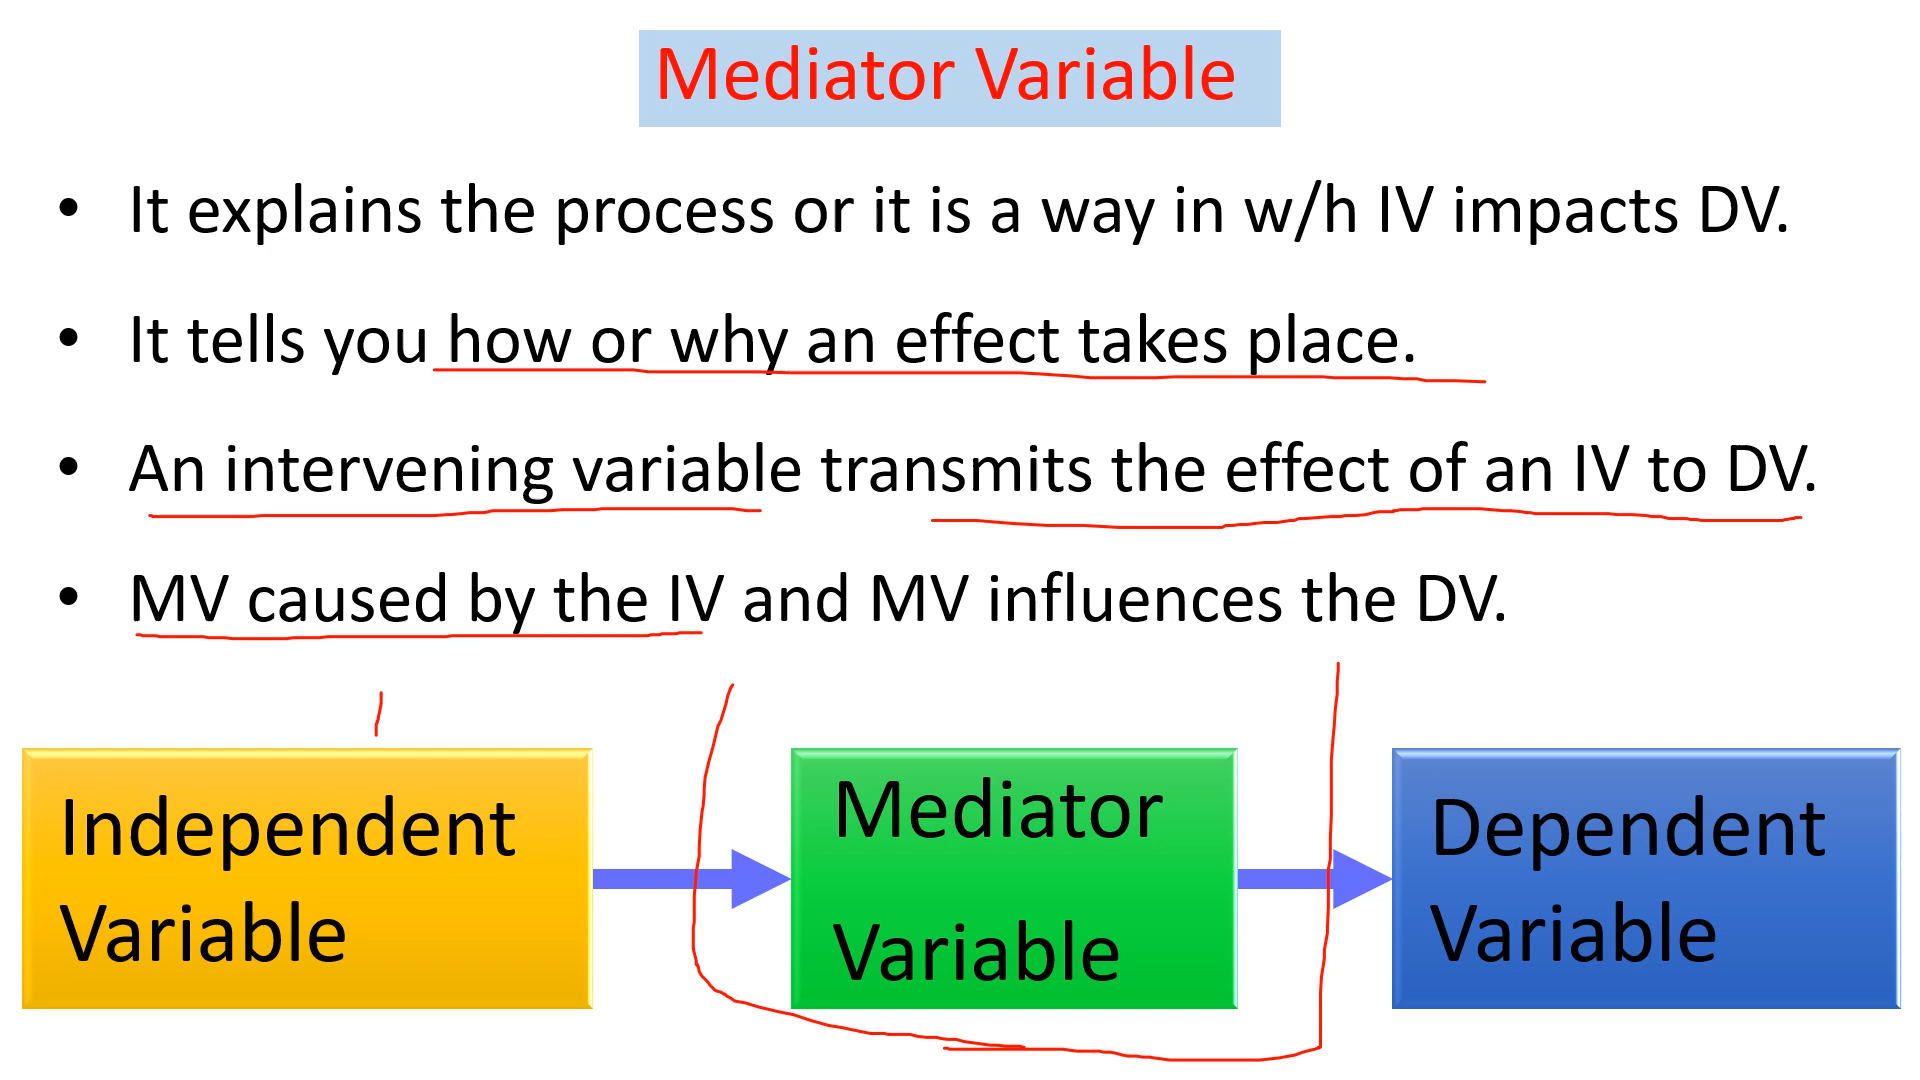 Mediator Variable
• It explains the process or it is a way in w/h IV impacts DV.
• It tells you how or why an effect takes place.
• An intervening variable transmits the effect of an IV to DV.
• MV caused by the IV and MV influences the DV.
Independent
Variable
Mediator
Variable
Dependent
Variable